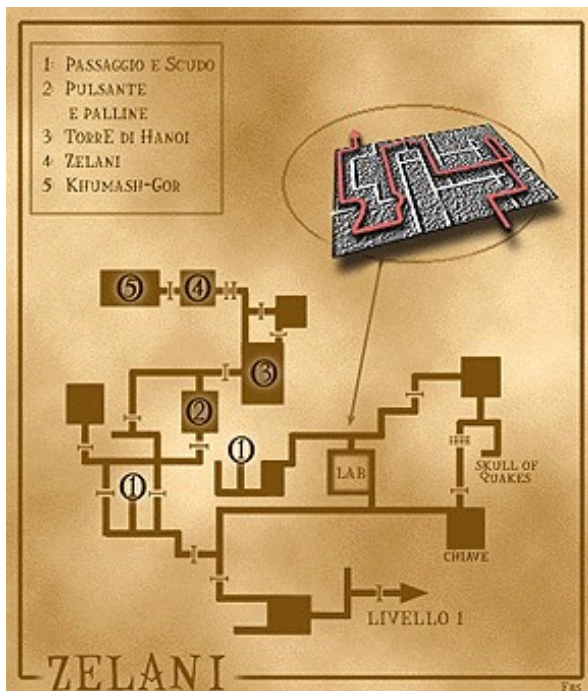 1: Passaggio e Scudo
2: Pulsante
e palline
3 TorrE di Hanoi
4 Zelani
5 Khumash-Gor
5
4
3
2
1
1
LAB
SKULL OF
QUAKES
CHIAVE
LIVELLO 1
ZELANI